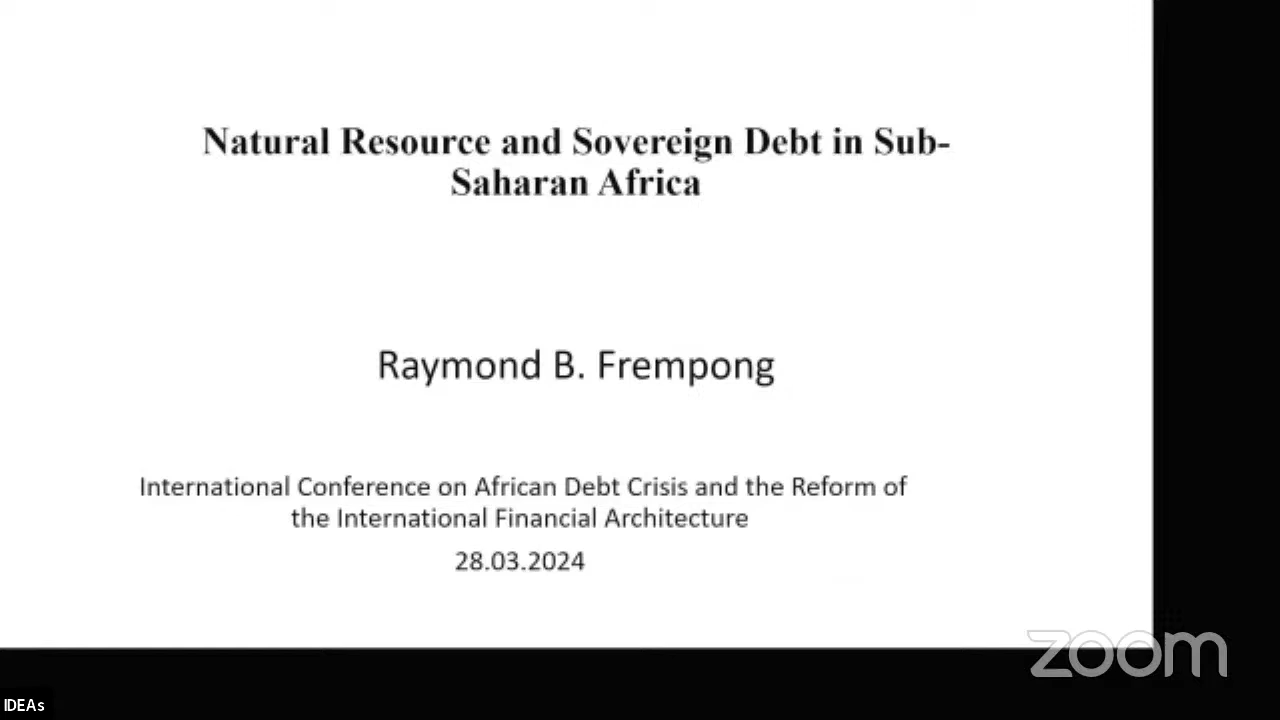 Natural Resource and Sovereign Debt in Sub-
Saharan Africa
Raymond B. Frempong
International Conference on African Debt Crisis and the Reform of
the International Financial Architecture
28.03.2024
zoom
IDEAs